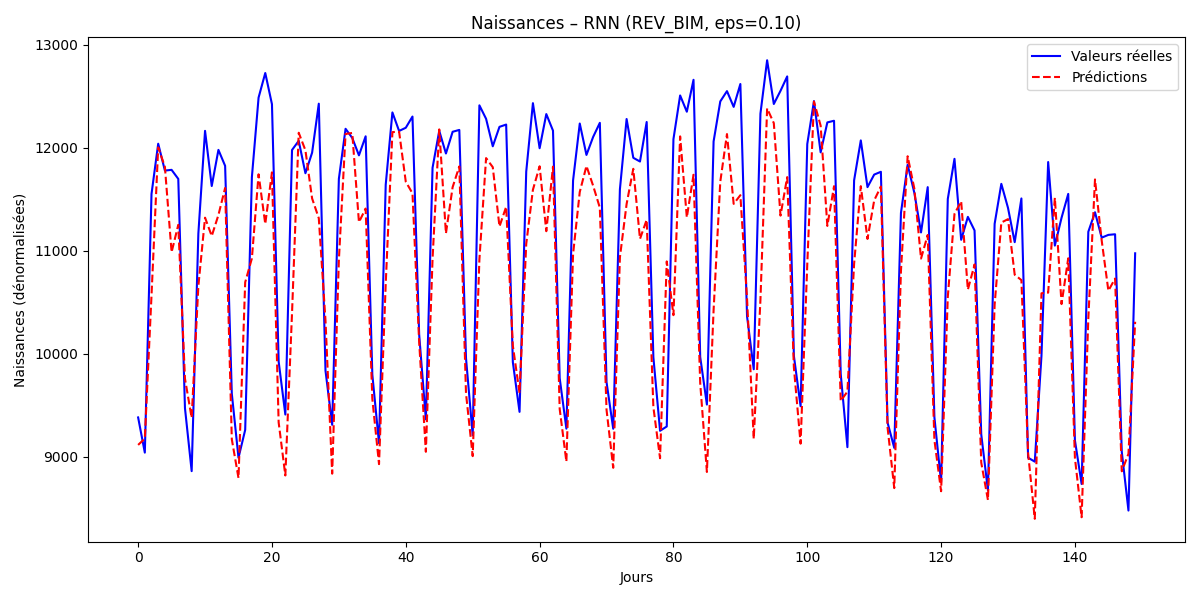 Naissances – RNN (REV_BIM, eps=0.10)
Valeurs réelles
Prédictions
Naissances (dénormalisées)
13000
12000
11000
10000
9000
0 20 40 60 80 100 120 140
Jours